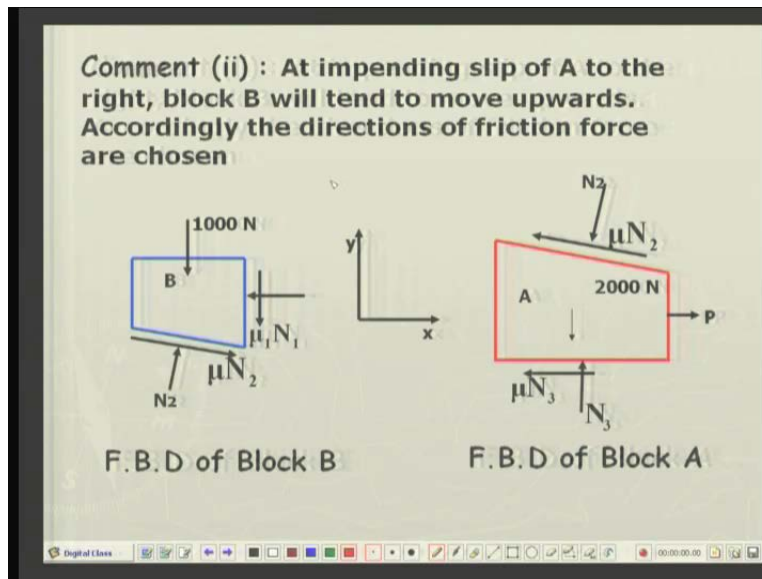 Comment (ii) : At impending slip of A to the
right, block B will tend to move upwards.
Accordingly the directions of friction force
are chosen
1000 N
B
μ₁N₁
μN₂
N2
y
x
N2
μN₂
A
2000 N
P
μN₃
N₃
F.B.D of Block B
F.B.D of Block A
Digital Class
00:00:00.00